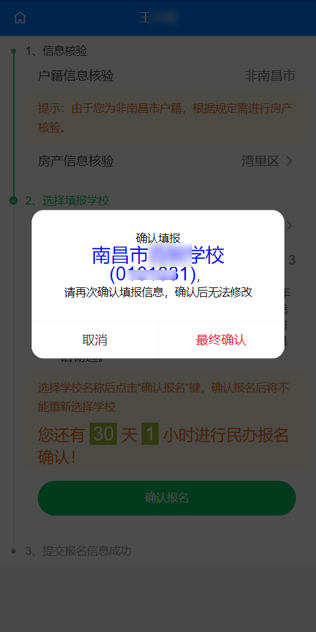 王
1、信息核验
户籍信息核验 非南昌市
提示：由于您为非南昌市户籍，根据规定需进行房产
核验。
房产信息核验 湾里区
2、选择填报学校
3
确认填报
南昌市 学校
请再次确认填报信息，确认后无法修改
取消 最终确认
选择学校名称后点击“确认报名”键，确认报名后将不
能重新选择学校
您还有 30 天 1 小时进行民办报名
确认！
确认报名
3、提交报名信息成功